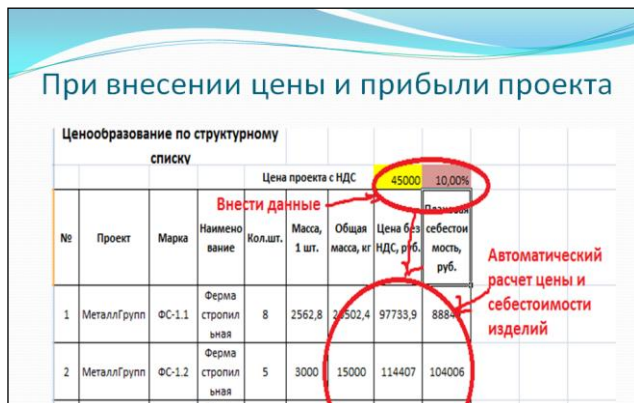 При внесении цены и прибыли проекта
Ценообразование по структурному
списку
Цена проекта с НДС 45000 10,00%
Внести данные
№ Проект Марка Наимено вание Кол.шт. Масса, 1 шт. Общая масса, кг Цена без НДС, руб. Плановая себестои мость, руб.
Автоматический
расчет цены и
себестоимости
изделий
1 МеталлГрупп ФС-1.1 Ферма стропил ьная 8 2562,8 97733,9
2 МеталлГрупп ФС-1.2 Ферма стропил ьная 5 3000 15000 114407 104006